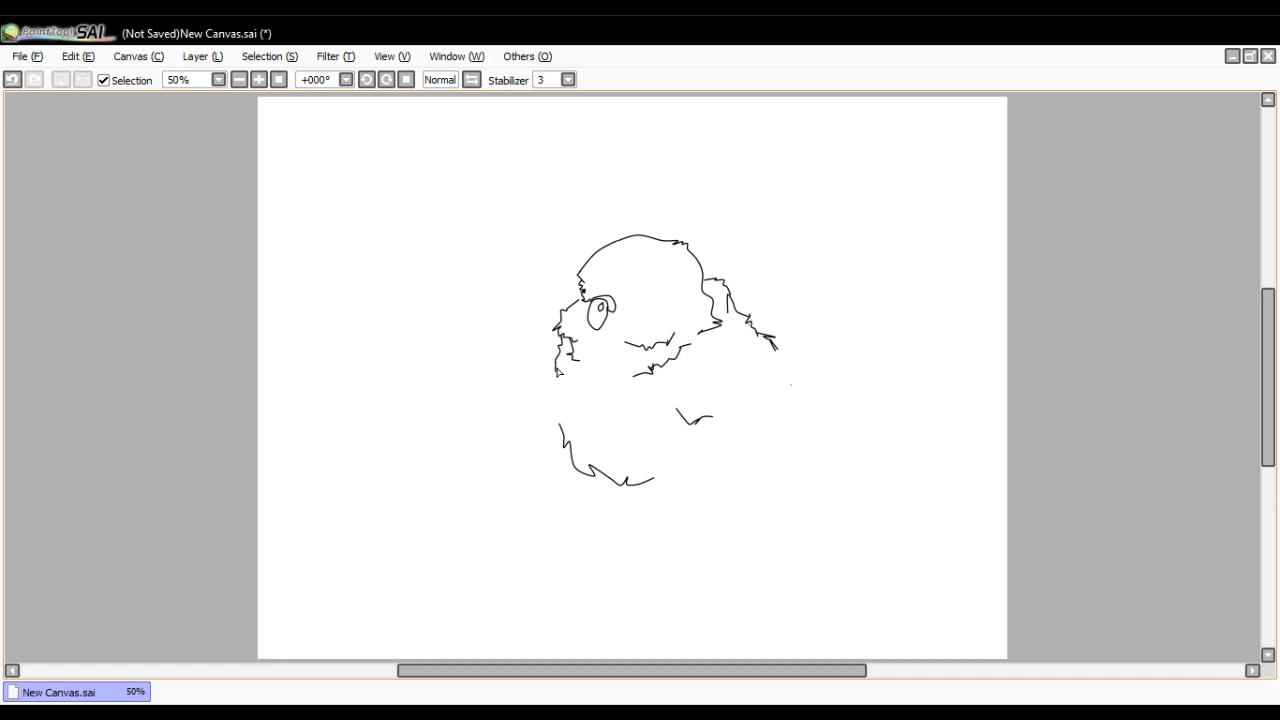 PaintTool SAI (Not Saved)New Canvas.sai (*)
File (F) Edit (E) Canvas (C) Layer (L) Selection (S) Filter (T) View (V) Window (W) Others (O)
Selection 50% +000° Normal Stabilizer 3
New Canvas.sai 50%